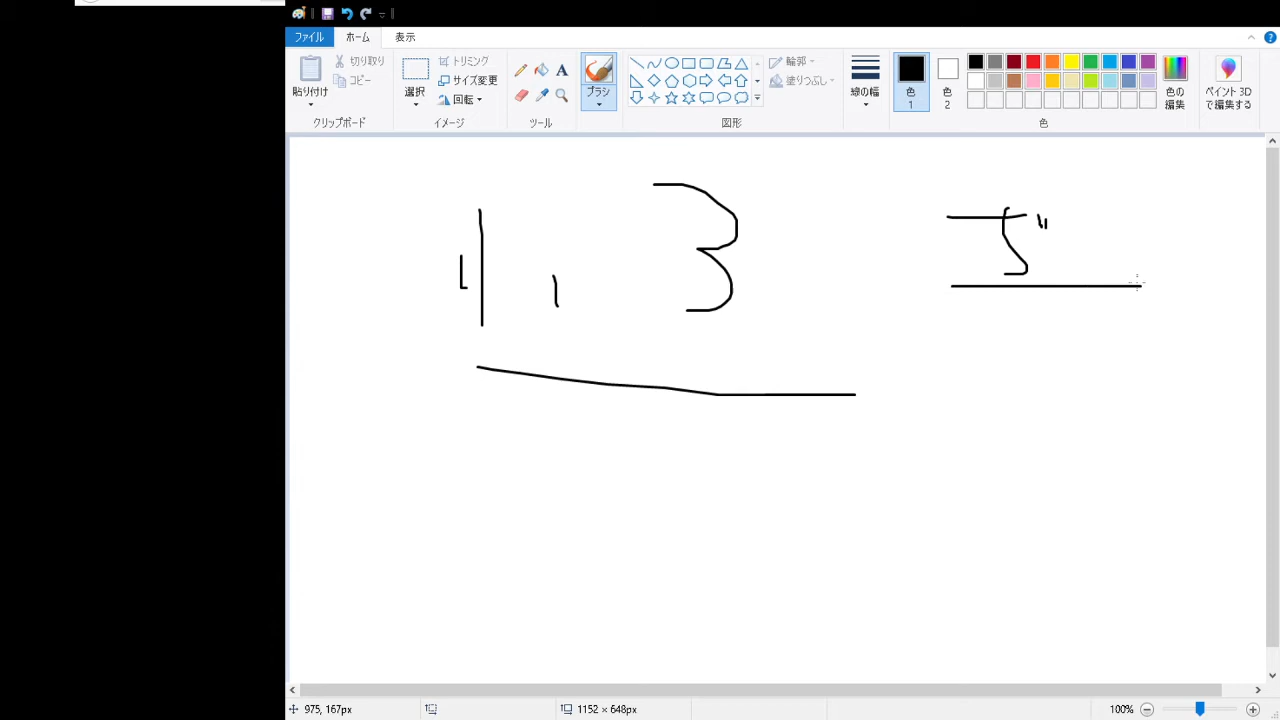 ファイル ホーム 表示
貼り付け
切り取り
コピー
クリップボード
選択
トリミング
サイズ変更
回転
イメージ
A
ツール
ブラシ
輪郭
塗りつぶし
図形
線の幅
色 1
色 2
色の編集
ペイント 3D で編集する
色
3
975, 167px
1152 × 648px
100%